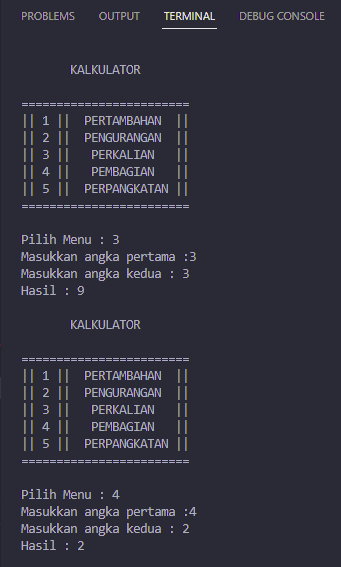 PROBLEMS OUTPUT TERMINAL DEBUG CONSOLE
KALKULATOR
========================
|| 1 || PERTAMBAHAN ||
|| 2 || PENGURANGAN ||
|| 3 || PERKALIAN ||
|| 4 || PEMBAGIAN ||
|| 5 || PERPANGKATAN ||
========================
Pilih Menu : 3
Masukkan angka pertama :3
Masukkan angka kedua : 3
Hasil : 9
KALKULATOR
========================
|| 1 || PERTAMBAHAN ||
|| 2 || PENGURANGAN ||
|| 3 || PERKALIAN ||
|| 4 || PEMBAGIAN ||
|| 5 || PERPANGKATAN ||
========================
Pilih Menu : 4
Masukkan angka pertama :4
Masukkan angka kedua : 2
Hasil : 2